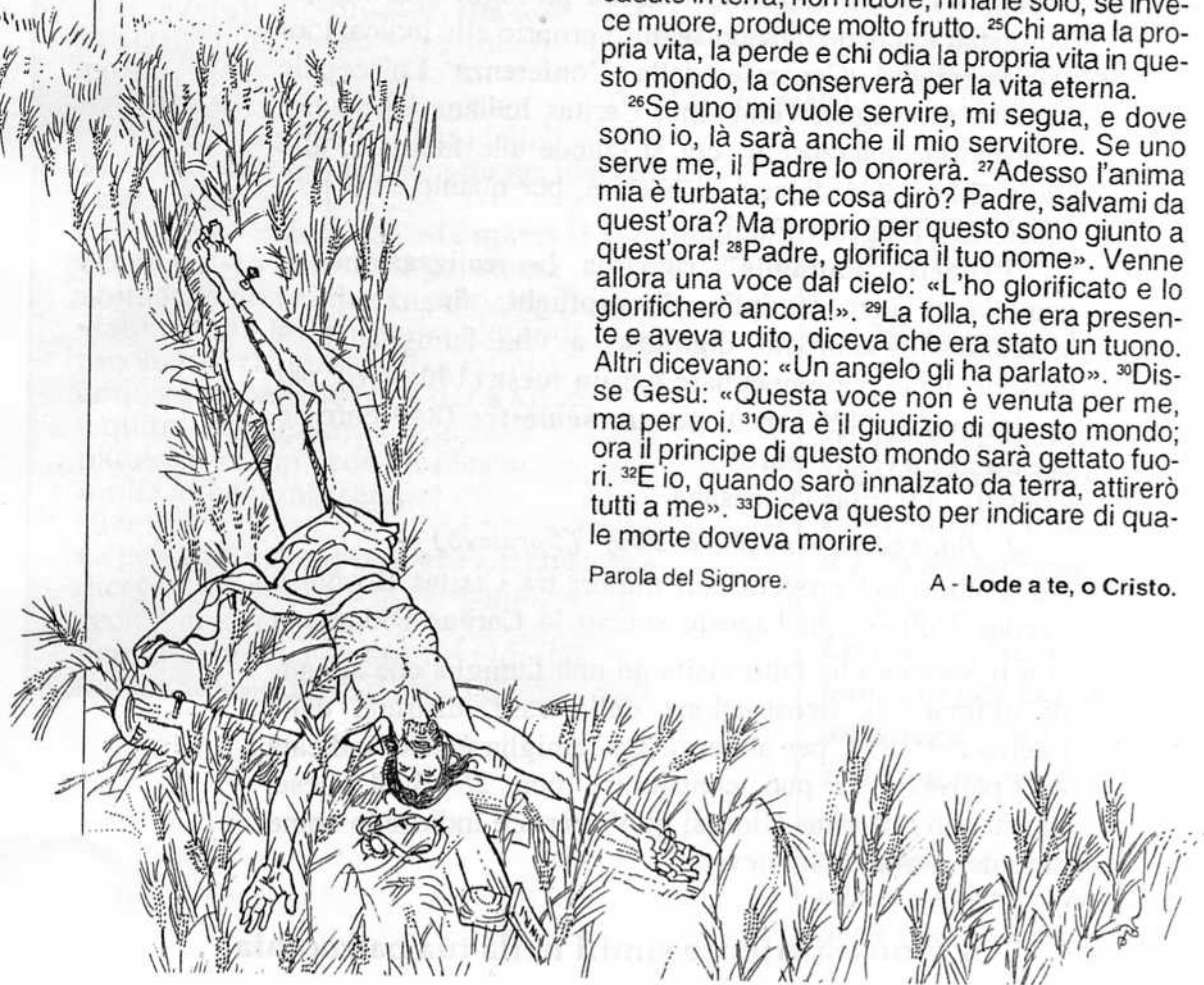 ce muore, produce molto frutto. ²⁵Chi ama la pro-
pria vita, la perde e chi odia la propria vita in que-
sto mondo, la conserverà per la vita eterna.
²⁶Se uno mi vuole servire, mi segua, e dove
sono io, là sarà anche il mio servitore. Se uno
serve me, il Padre lo onorerà. ²⁷Adesso l'anima
mia è turbata; che cosa dirò? Padre, salvami da
quest'ora? Ma proprio per questo sono giunto a
quest'ora! ²⁸Padre, glorifica il tuo nome». Venne
allora una voce dal cielo: «L'ho glorificato e lo
glorificherò ancora!». ²⁹La folla, che era presen-
te e aveva udito, diceva che era stato un tuono.
Altri dicevano: «Un angelo gli ha parlato». ³⁰Dis-
se Gesù: «Questa voce non è venuta per me,
ma per voi. ³¹Ora è il giudizio di questo mondo;
ora il principe di questo mondo sarà gettato fuo-
ri. ³²E io, quando sarò innalzato da terra, attirerò
tutti a me». ³³Diceva questo per indicare di qua-
le morte doveva morire.
Parola del Signore. A - Lode a te, o Cristo.